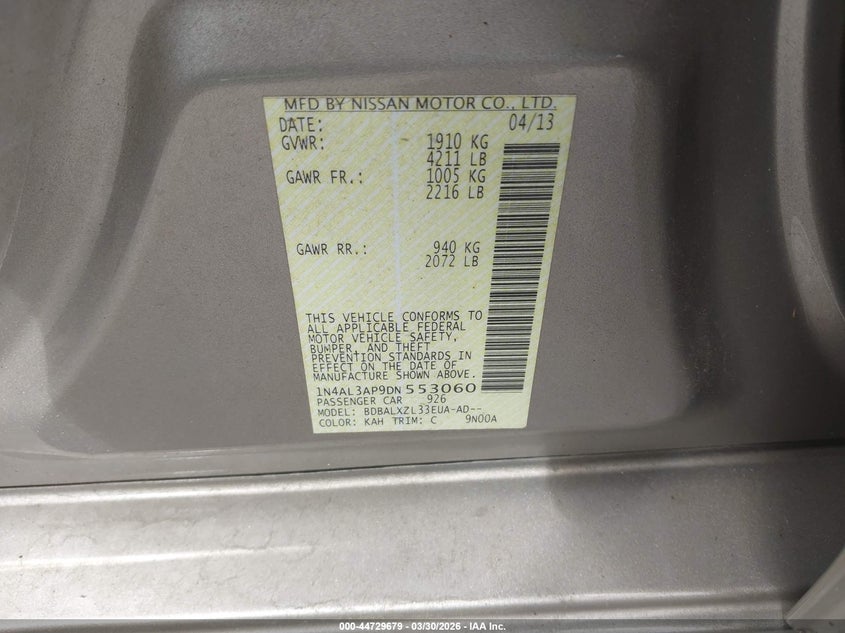 MFD BY NISSAN MOTOR CO., LTD.
DATE: 04/13
GVWR: 1910 KG
4211 LB
GAWR FR.: 1005 KG
2216 LB
GAWR RR.: 940 KG
2072 LB
THIS VEHICLE CONFORMS TO
ALL APPLICABLE FEDERAL
MOTOR VEHICLE SAFETY,
BUMPER, AND THEFT
PREVENTION STANDARDS IN
EFFECT ON THE DATE OF
MANUFACTURE SHOWN ABOVE.
1N4AL3AP9DN 553060
PASSENGER CAR 926
MODEL: BDBALXZL33EUA-AD--
COLOR: KAH TRIM: C 9N00A
000-44729679 — 03/30/2026 — IAA Inc.